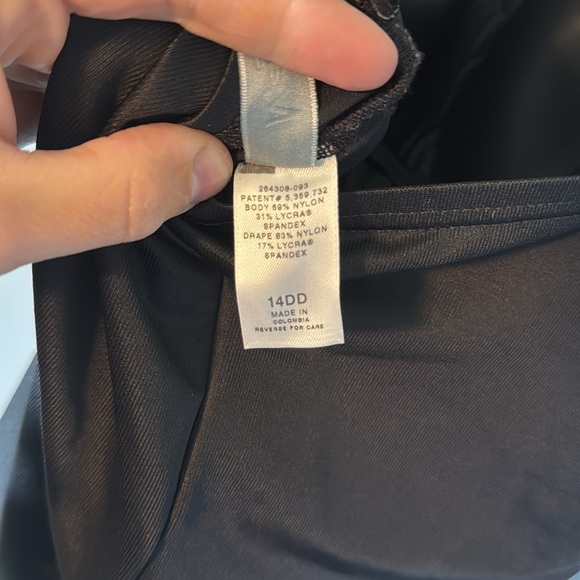 264308-093
PATENT# 5,359,732
BODY 69% NYLON
31% LYCRA®
SPANDEX
DRAPE 83% NYLON
17% LYCRA®
SPANDEX
14DD
MADE IN
COLOMBIA
REVERSE FOR CARE